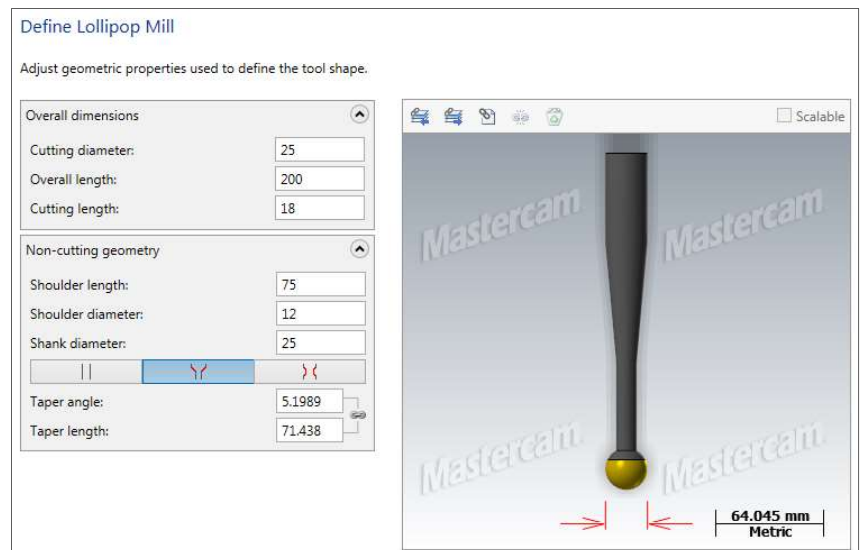 Define Lollipop Mill
Adjust geometric properties used to define the tool shape.
Overall dimensions
Cutting diameter: 25
Overall length: 200
Cutting length: 18
Non-cutting geometry
Shoulder length: 75
Shoulder diameter: 12
Shank diameter: 25
Taper angle: 5.1989
Taper length: 71.438
Scalable
Mastercam Mastercam
Mastercam Mastercam
64.045 mm
Metric